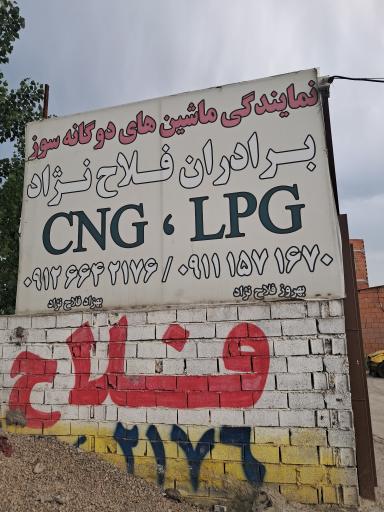 نمایندگی ماشین های دوگانه سوز
برادران فلاح نژاد
CNG ، LPG
۰۹۱۲ ۶۶۴ ۲۱۷۶ / ۰۹۱۱ ۱۵۷ ۱۶۷۰
بهروز فلاح نژاد بهزاد فلاح نژاد
فلاح
۲۱۷۶